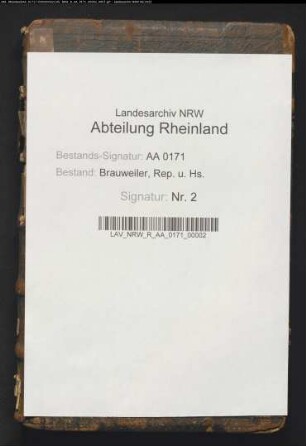 Landesarchiv NRW
Abteilung Rheinland
Bestands-Signatur: AA 0171
Bestand: Brauweiler, Rep. u. Hs.
Signatur: Nr. 2
LAV_NRW_R_AA_0171_00002